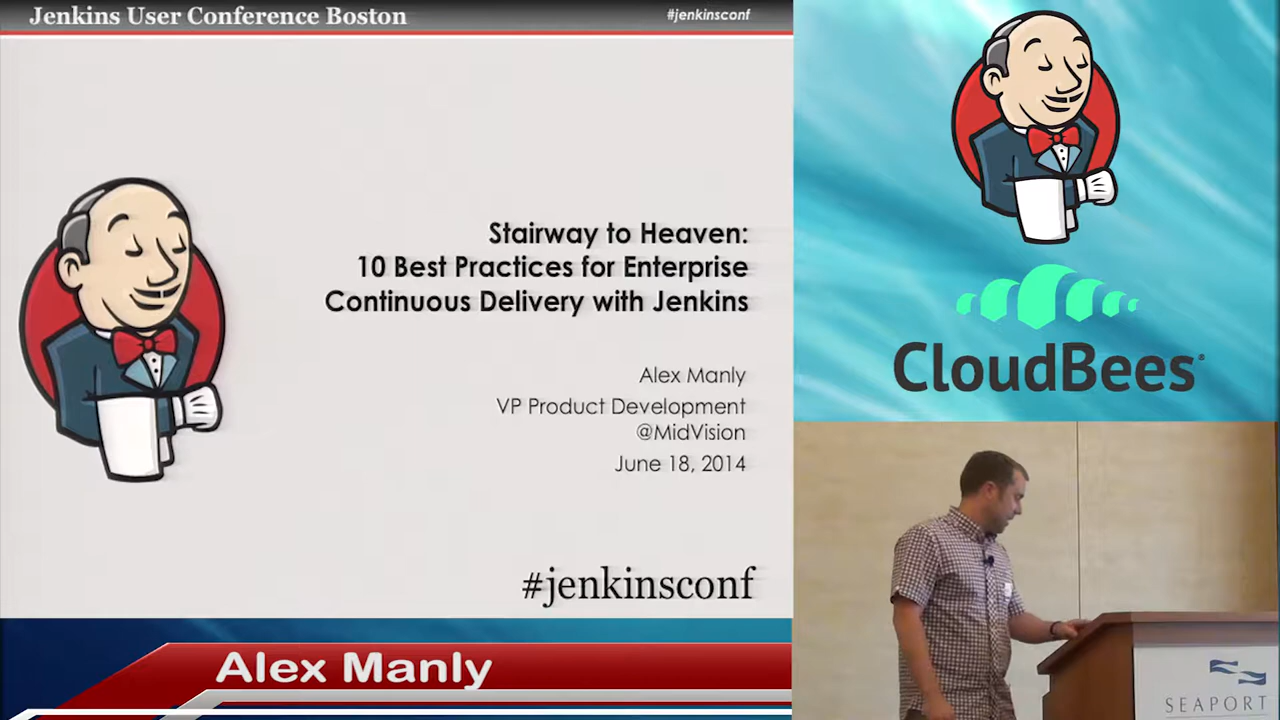 Jenkins User Conference Boston
#jenkinsconf
Stairway to Heaven:
10 Best Practices for Enterprise
Continuous Delivery with Jenkins
Alex Manly
VP Product Development
@MidVision
June 18, 2014
#jenkinsconf
Alex Manly
CloudBees
SEAPORT